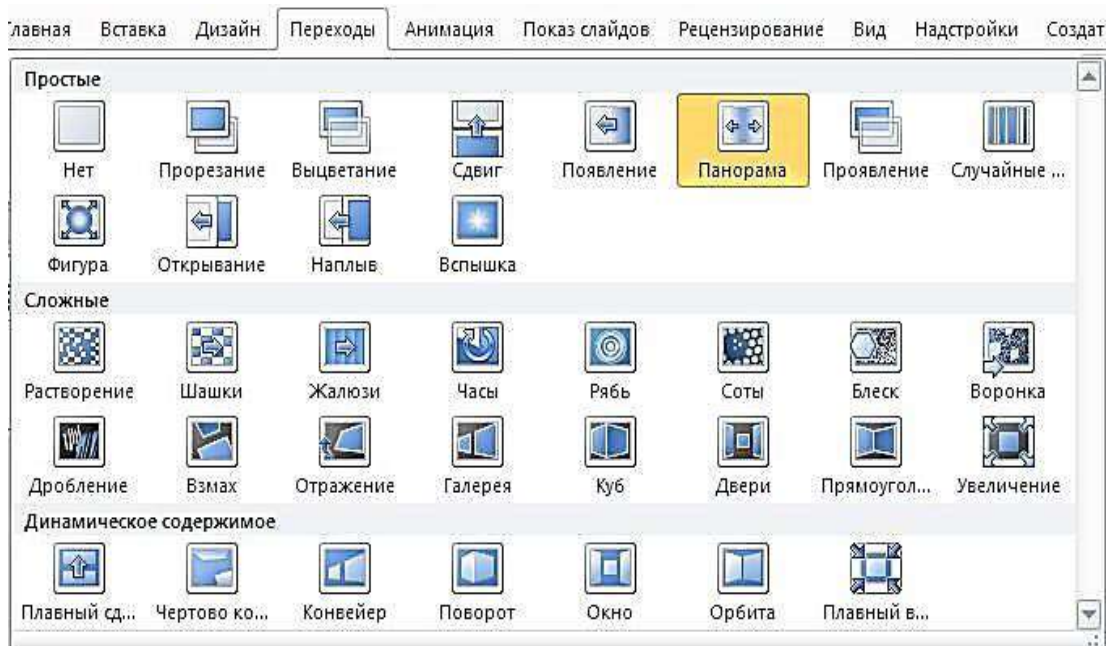 лавная Вставка Дизайн Переходы Анимация Показ слайдов Рецензирование Вид Надстройки Создат
Простые
Нет Прорезание Выцветание Сдвиг Появление Панорама Проявление Случайные ...
Фигура Открывание Наплыв Вспышка
Сложные
Растворение Шашки Жалюзи Часы Рябь Соты Блеск Воронка
Дробление Взмах Отражение Галерея Куб Двери Прямоугол... Увеличение
Динамическое содержимое
Плавный сд... Чертово ко... Конвейер Поворот Окно Орбита Плавный в...